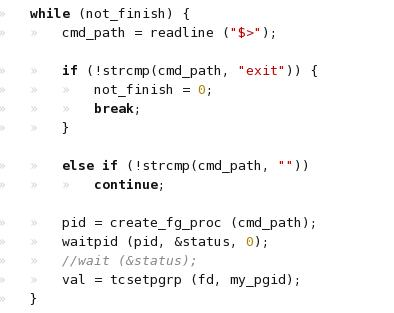 while (not_finish) {
cmd_path = readline ("$>");
if (!strcmp(cmd_path, "exit")) {
not_finish = 0;
break;
}
else if (!strcmp(cmd_path, ""))
continue;
pid = create_fg_proc (cmd_path);
waitpid (pid, &status, 0);
//wait (&status);
val = tcsetpgrp (fd, my_pgid);
}